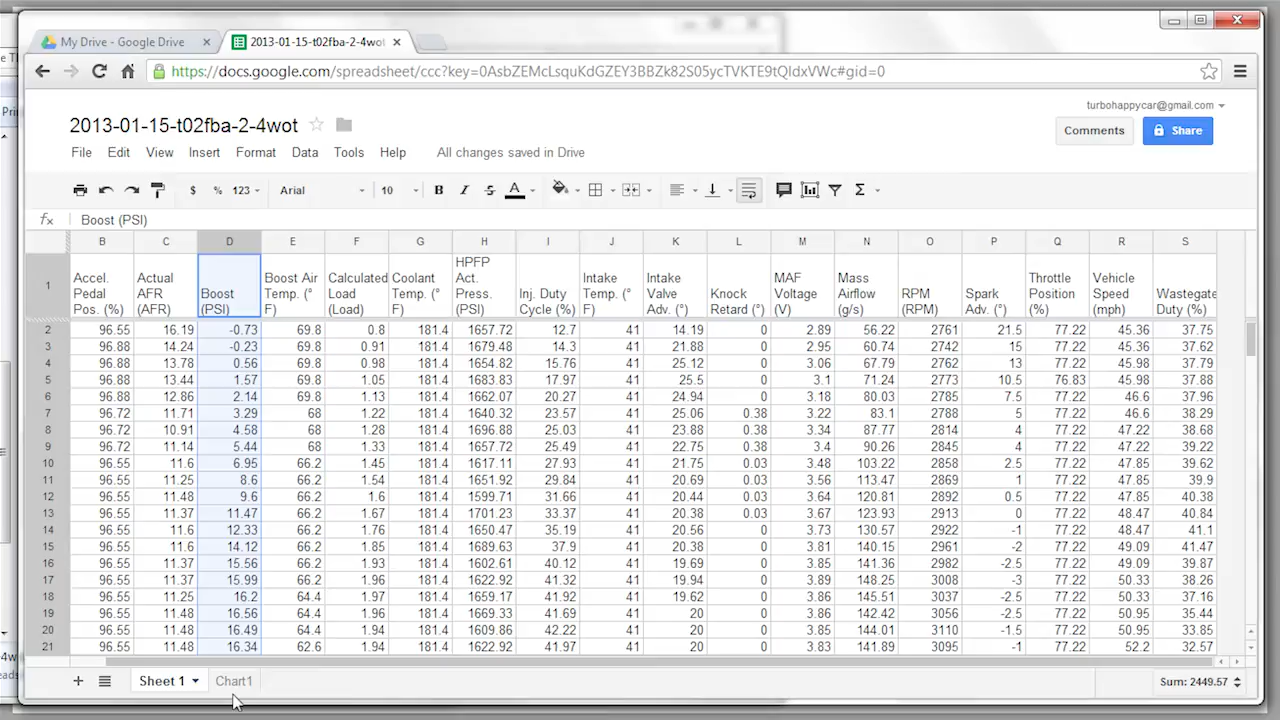 My Drive - Google Drive
2013-01-15-t02fba-2-4wot
https://docs.google.com/spreadsheet/ccc?key=0AsbZEMcLsquKdGZEY3BBZk82S05ycTVKTE9tQldxVWc#gid=0
turbohappycar@gmail.com
2013-01-15-t02fba-2-4wot
Comments
Share
File Edit View Insert Format Data Tools Help All changes saved in Drive
$ % 123 Arial 10 B I S A Σ
fx Boost (PSI)
B C D E F G H I J K L M N O P Q R S
1 Accel. Pedal Pos. (%) Actual AFR (AFR) Boost (PSI) Boost Air Temp. (° F) Calculated Load (Load) Coolant Temp. (° F) HPFP Act. Press. (PSI) Inj. Duty Cycle (%) Intake Temp. (° F) Intake Valve Adv. (°) Knock Retard (°) MAF Voltage (V) Mass Airflow (g/s) RPM (RPM) Spark Adv. (°) Throttle Position (%) Vehicle Speed (mph) Wastegate Duty (%)
2 96.55 16.19 -0.73 69.8 0.8 181.4 1657.72 12.7 41 14.19 0 2.89 56.22 2761 21.5 77.22 45.36 37.75
3 96.88 14.24 -0.23 69.8 0.91 181.4 1679.48 14.3 41 21.88 0 2.95 60.74 2742 15 77.22 45.36 37.62
4 96.88 13.78 0.56 69.8 0.98 181.4 1654.82 15.76 41 25.12 0 3.06 67.79 2762 13 77.22 45.98 37.79
5 96.88 13.44 1.57 69.8 1.05 181.4 1683.83 17.97 41 25.5 0 3.1 71.24 2773 10.5 76.83 45.98 37.88
6 96.88 12.86 2.14 69.8 1.13 181.4 1662.07 20.27 41 24.94 0 3.18 80.03 2785 7.5 77.22 46.6 37.96
7 96.72 11.71 3.29 68 1.22 181.4 1640.32 23.57 41 25.06 0.38 3.22 83.1 2788 5 77.22 46.6 38.29
8 96.72 10.91 4.58 68 1.28 181.4 1696.88 25.03 41 23.88 0.38 3.34 87.77 2814 4 77.22 47.22 38.68
9 96.72 11.14 5.44 68 1.33 181.4 1657.72 25.49 41 22.75 0.38 3.4 90.26 2845 4 77.22 47.22 39.22
10 96.55 11.6 6.95 66.2 1.45 181.4 1617.11 27.93 41 21.75 0.03 3.48 103.22 2858 2.5 77.22 47.85 39.62
11 96.55 11.25 8.6 66.2 1.54 181.4 1651.92 29.84 41 20.69 0.03 3.56 113.47 2869 1 77.22 47.85 39.9
12 96.55 11.48 9.6 66.2 1.6 181.4 1599.71 31.66 41 20.44 0.03 3.64 120.81 2892 0.5 77.22 47.85 40.38
13 96.55 11.37 11.47 66.2 1.67 181.4 1701.23 33.37 41 20.38 0.03 3.67 123.93 2913 0 77.22 48.47 40.84
14 96.55 11.6 12.33 66.2 1.76 181.4 1650.47 35.19 41 20.56 0 3.73 130.57 2922 -1 77.22 48.47 41.1
15 96.55 11.6 14.12 66.2 1.85 181.4 1689.63 37.9 41 20.38 0 3.81 140.15 2961 -2 77.22 49.09 41.47
16 96.55 11.37 15.56 66.2 1.93 181.4 1602.61 40.12 41 19.69 0 3.85 141.36 2982 -2.5 77.22 49.09 39.87
17 96.55 11.37 15.99 66.2 1.96 181.4 1622.92 41.32 41 19.94 0 3.89 148.25 3008 -3 77.22 50.33 38.26
18 96.55 11.25 16.2 64.4 1.97 181.4 1659.17 41.92 41 19.62 0 3.86 145.51 3037 -2.5 77.22 50.33 37.16
19 96.55 11.48 16.56 64.4 1.96 181.4 1669.33 41.69 41 20 0 3.86 142.42 3056 -2.5 77.22 50.95 35.44
20 96.55 11.48 16.49 64.4 1.94 181.4 1609.86 42.22 41 20 0 3.85 144.01 3110 -1.5 77.22 50.95 33.85
21 96.55 11.48 16.34 62.6 1.94 181.4 1622.92 41.97 41 20 0 3.83 141.89 3095 -1 77.22 52.2 32.57
Sheet 1 Chart1 Sum: 2449.57